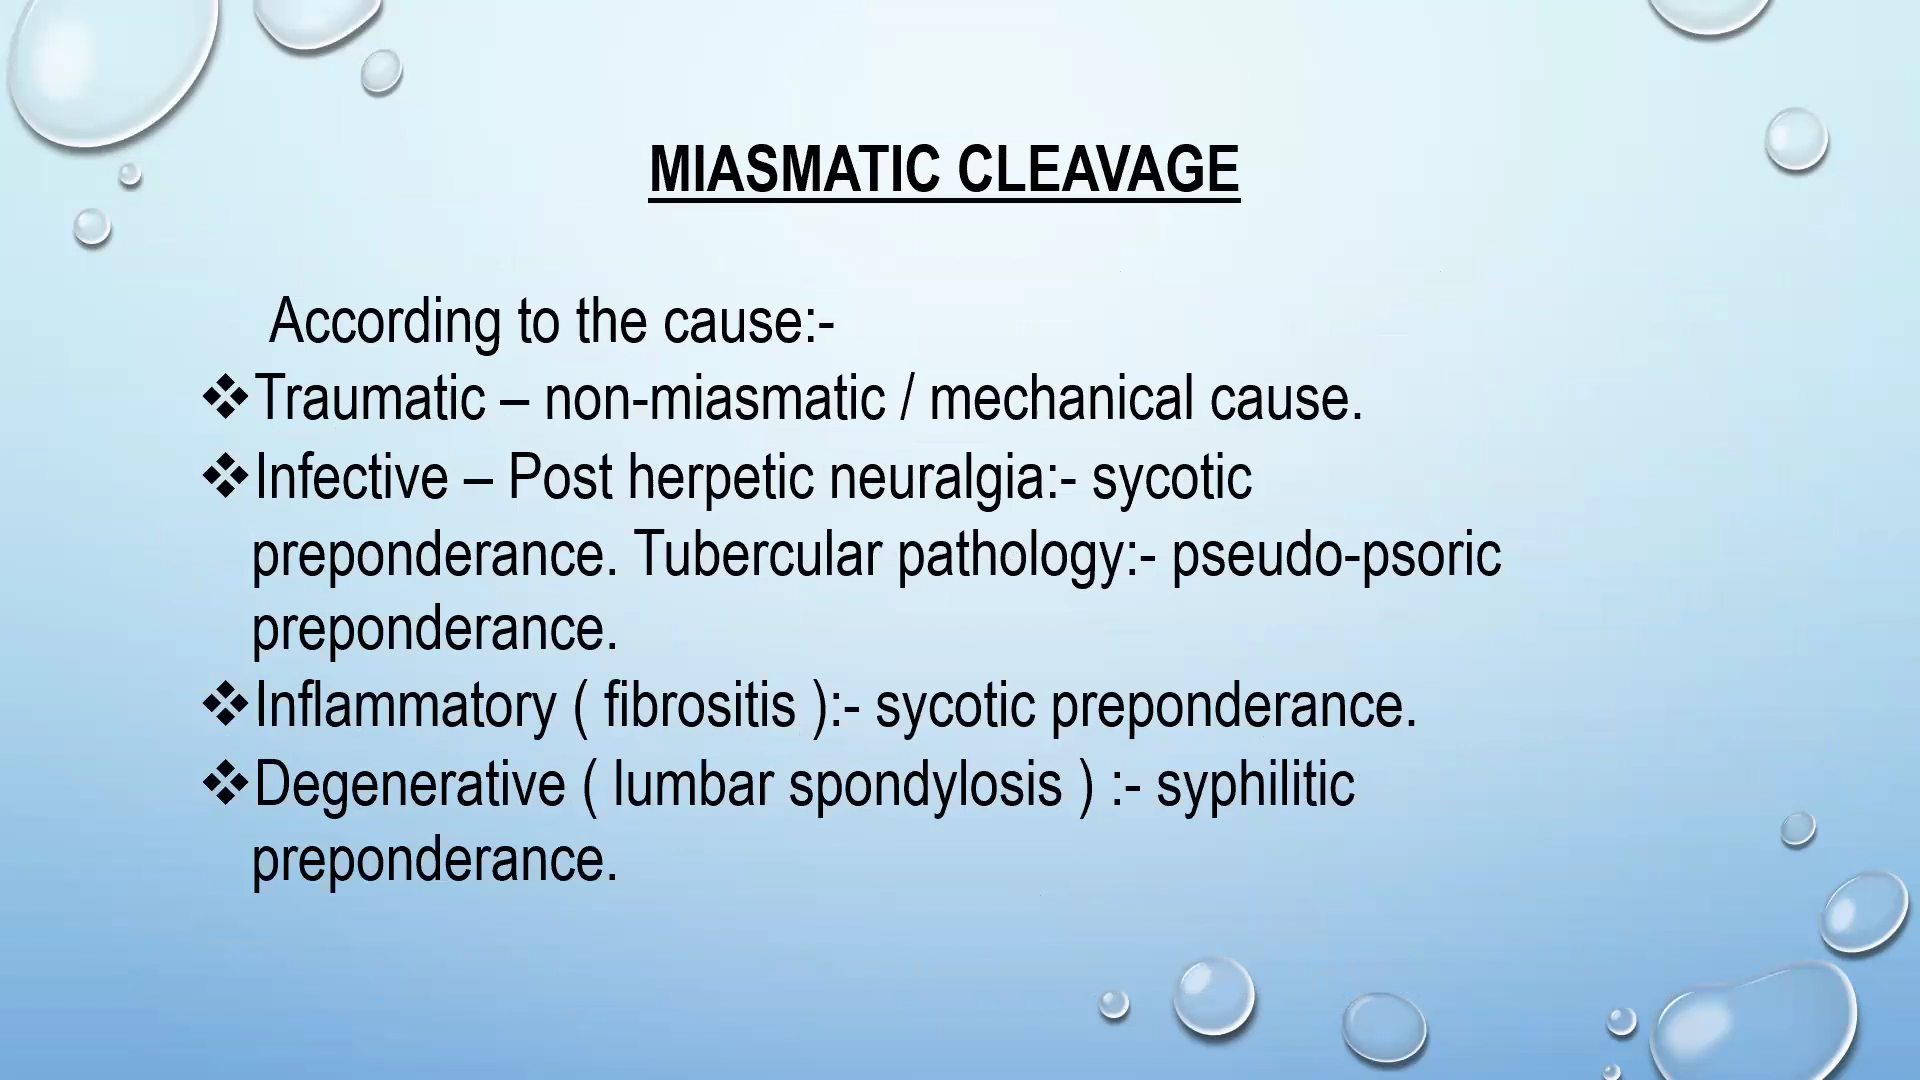 MIASMATIC CLEAVAGE
According to the cause:-
❖Traumatic – non-miasmatic / mechanical cause.
❖Infective – Post herpetic neuralgia:- sycotic
preponderance. Tubercular pathology:- pseudo-psoric
preponderance.
❖Inflammatory ( fibrositis ):- sycotic preponderance.
❖Degenerative ( lumbar spondylosis ) :- syphilitic
preponderance.